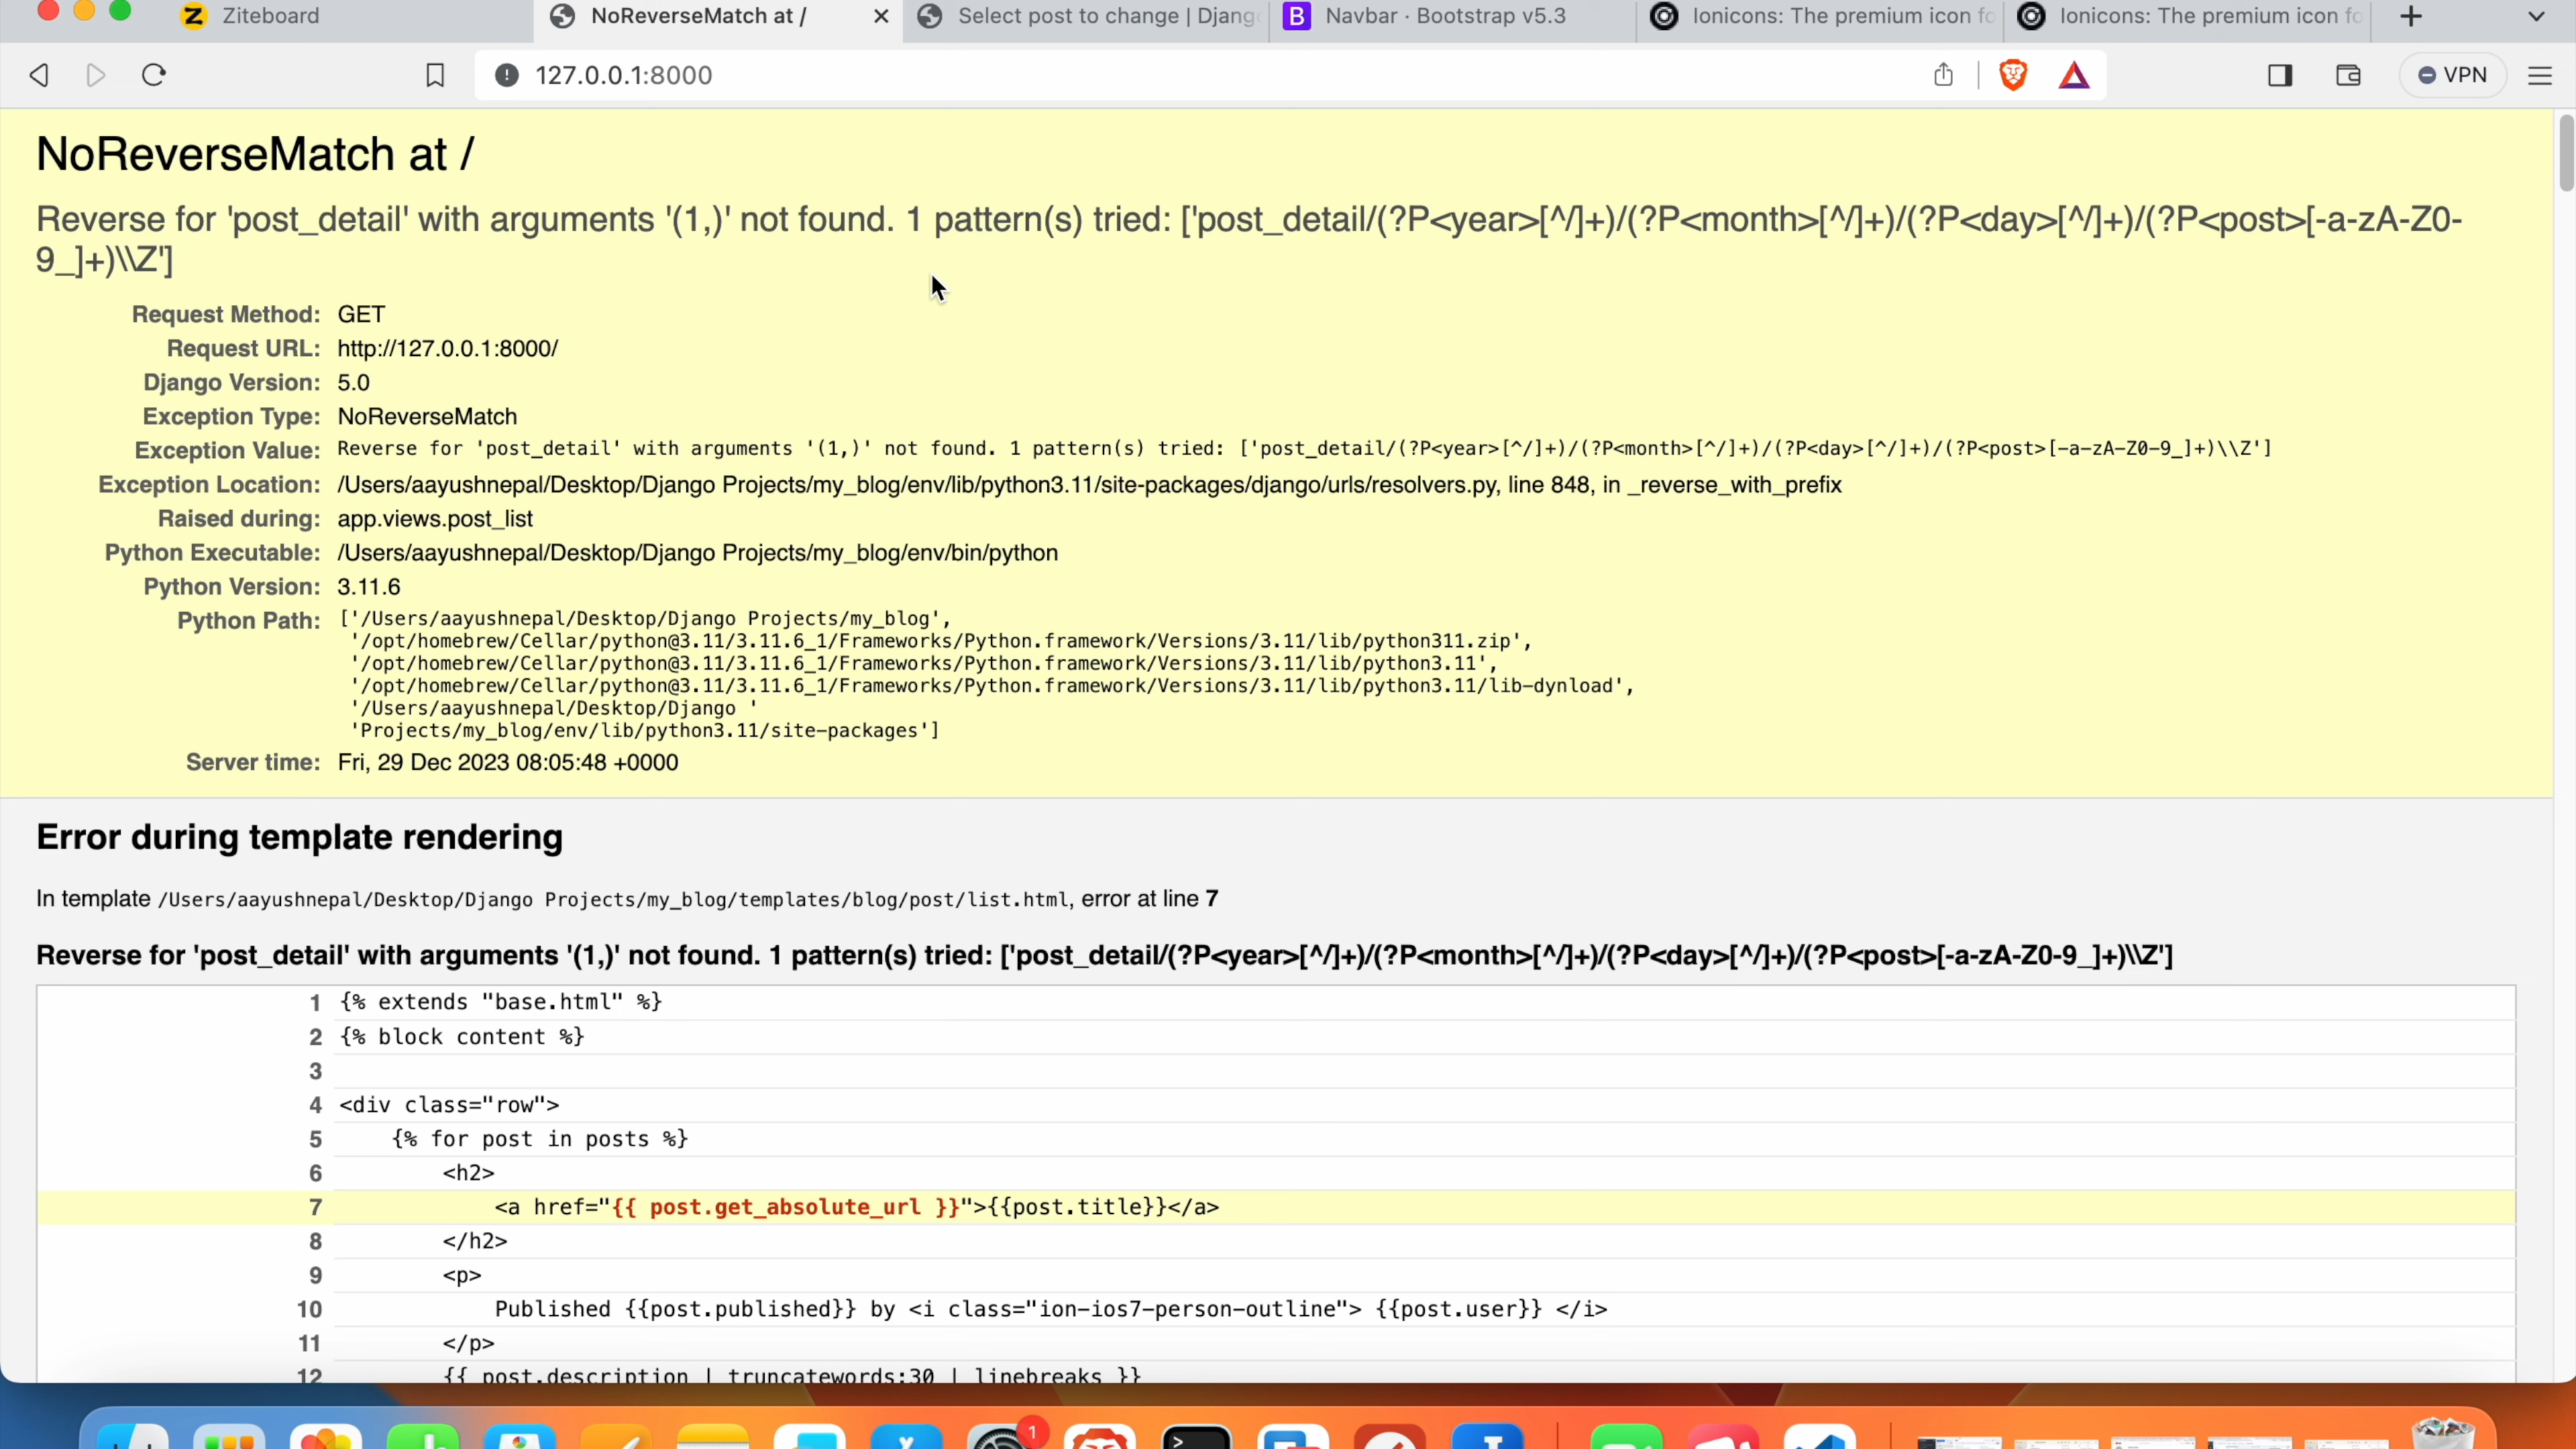 Ziteboard
NoReverseMatch at /
Select post to change | Djang
Navbar · Bootstrap v5.3
Ionicons: The premium icon fo
Ionicons: The premium icon fo
127.0.0.1:8000
VPN
NoReverseMatch at /
Reverse for 'post_detail' with arguments '(1,)' not found. 1 pattern(s) tried: ['post_detail/(?P<year>[^/]+)/(?P<month>[^/]+)/(?P<day>[^/]+)/(?P<post>[-a-zA-Z0-
9_]+)\\Z']
Request Method: GET
Request URL: http://127.0.0.1:8000/
Django Version: 5.0
Exception Type: NoReverseMatch
Exception Value: Reverse for 'post_detail' with arguments '(1,)' not found. 1 pattern(s) tried: ['post_detail/(?P<year>[^/]+)/(?P<month>[^/]+)/(?P<day>[^/]+)/(?P<post>[-a-zA-Z0-9_]+)\\Z']
Exception Location: /Users/aayushnepal/Desktop/Django Projects/my_blog/env/lib/python3.11/site-packages/django/urls/resolvers.py, line 848, in _reverse_with_prefix
Raised during: app.views.post_list
Python Executable: /Users/aayushnepal/Desktop/Django Projects/my_blog/env/bin/python
Python Version: 3.11.6
Python Path: ['/Users/aayushnepal/Desktop/Django Projects/my_blog',
'/opt/homebrew/Cellar/python@3.11/3.11.6_1/Frameworks/Python.framework/Versions/3.11/lib/python311.zip',
'/opt/homebrew/Cellar/python@3.11/3.11.6_1/Frameworks/Python.framework/Versions/3.11/lib/python3.11',
'/opt/homebrew/Cellar/python@3.11/3.11.6_1/Frameworks/Python.framework/Versions/3.11/lib/python3.11/lib-dynload',
'/Users/aayushnepal/Desktop/Django '
'Projects/my_blog/env/lib/python3.11/site-packages']
Server time: Fri, 29 Dec 2023 08:05:48 +0000
Error during template rendering
In template /Users/aayushnepal/Desktop/Django Projects/my_blog/templates/blog/post/list.html, error at line 7
Reverse for 'post_detail' with arguments '(1,)' not found. 1 pattern(s) tried: ['post_detail/(?P<year>[^/]+)/(?P<month>[^/]+)/(?P<day>[^/]+)/(?P<post>[-a-zA-Z0-9_]+)\\Z']
1 {% extends "base.html" %}
2 {% block content %}
3
4 <div class="row">
5 {% for post in posts %}
6 <h2>
7 <a href="{{ post.get_absolute_url }}">{{post.title}}</a>
8 </h2>
9 <p>
10 Published {{post.published}} by <i class="ion-ios7-person-outline"> {{post.user}} </i>
11 </p>
12 {{ post.description | truncatewords:30 | linebreaks }}
1